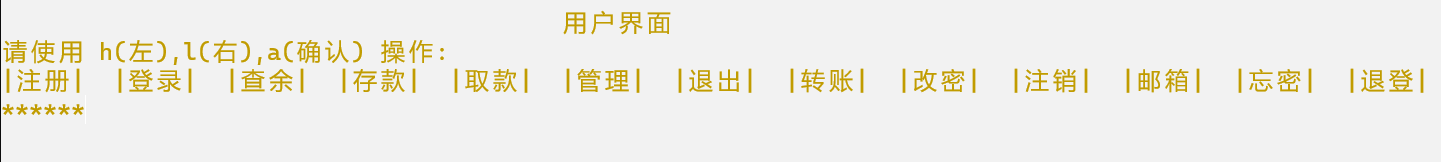 用户界面
请使用 h(左),l(右),a(确认) 操作:
|注册| |登录| |查余| |存款| |取款| |管理| |退出| |转账| |改密| |注销| |邮箱| |忘密| |退登|
******